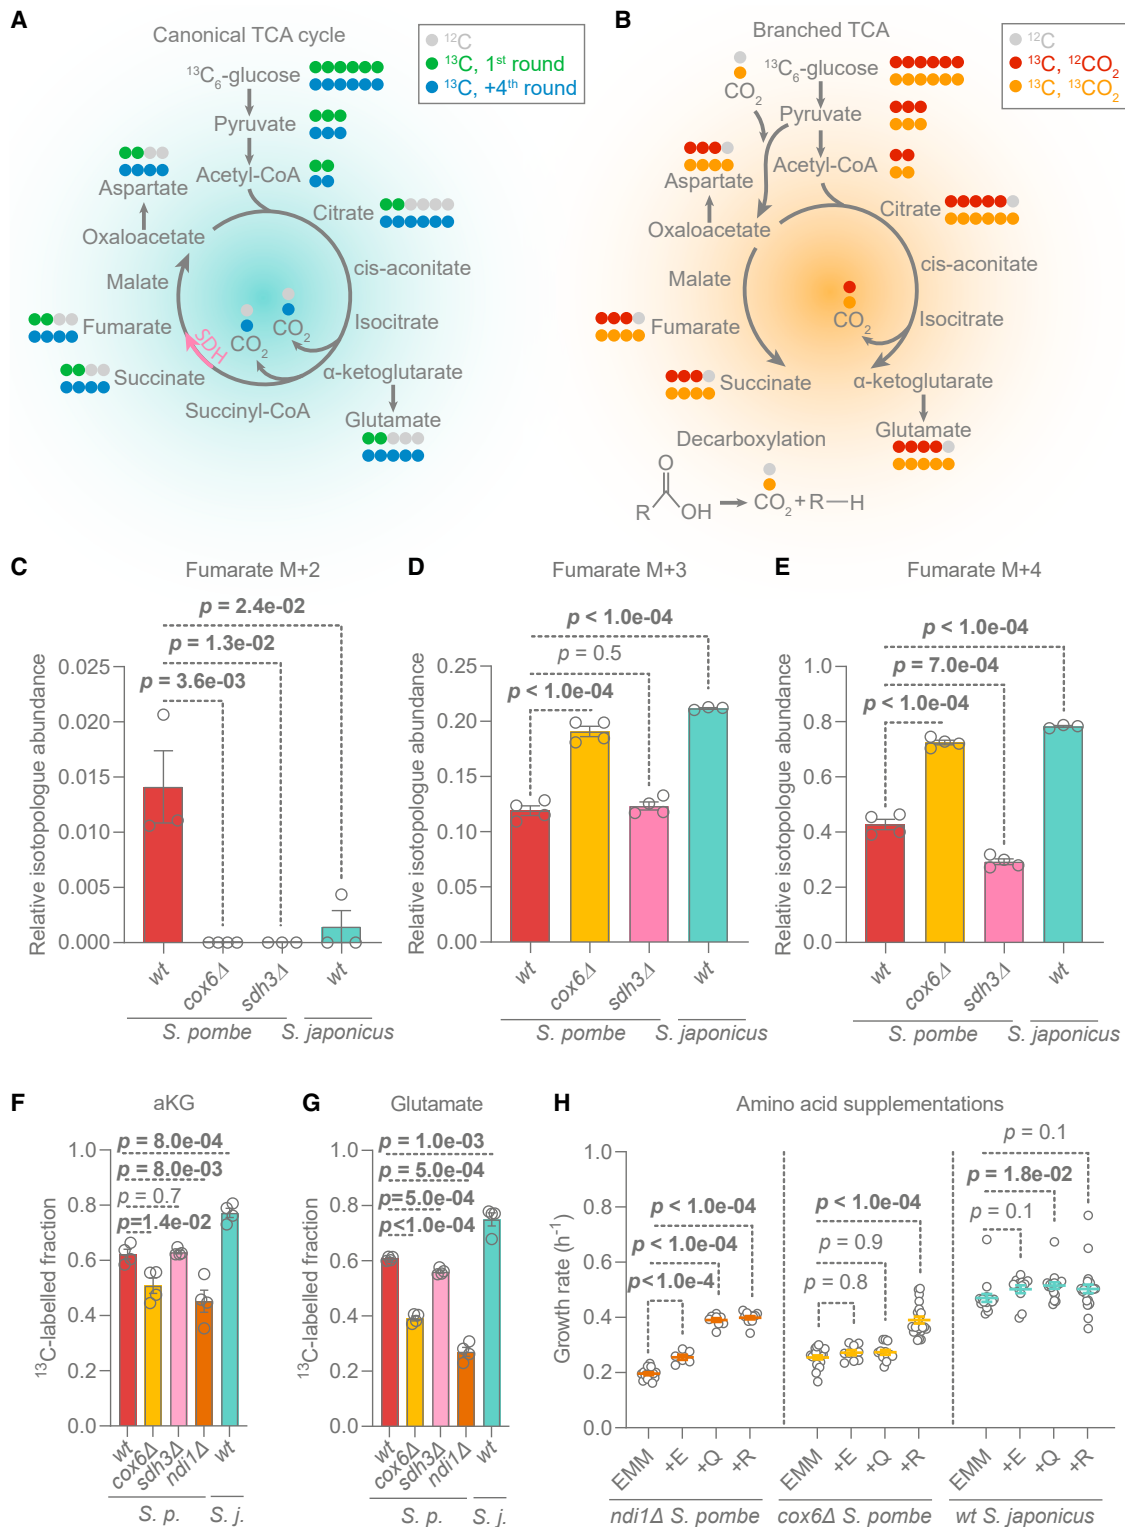 A
Canonical TCA cycle
¹²C
¹³C, 1ˢᵗ round
¹³C, +4ᵗʰ round
¹³C₆-glucose
Pyruvate
Acetyl-CoA
Aspartate
Citrate
Oxaloacetate
cis-aconitate
Malate
Isocitrate
CO₂
CO₂
Fumarate
SDH
α-ketoglutarate
Succinate
Succinyl-CoA
Glutamate
B
Branched TCA
¹²C
¹³C, ¹²CO₂
¹³C, ¹³CO₂
¹³C₆-glucose
CO₂
Pyruvate
Acetyl-CoA
Aspartate
Citrate
Oxaloacetate
cis-aconitate
Malate
Isocitrate
CO₂
Fumarate
Succinate
α-ketoglutarate
Glutamate
Decarboxylation
O
R
OH
CO₂ + R—H
C
Fumarate M+2
p = 2.4e-02
p = 1.3e-02
p = 3.6e-03
Relative isotopologue abundance
0.025
0.020
0.015
0.010
0.005
0.000
wt
cox6Δ
sdh3Δ
wt
S. pombe
S. japonicus
D
Fumarate M+3
p < 1.0e-04
p = 0.5
p < 1.0e-04
Relative isotopologue abundance
0.25
0.20
0.15
0.10
0.05
0.00
wt
cox6Δ
sdh3Δ
wt
S. pombe
S. japonicus
E
Fumarate M+4
p < 1.0e-04
p = 7.0e-04
p < 1.0e-04
Relative isotopologue abundance
1.0
0.8
0.6
0.4
0.2
0.0
wt
cox6Δ
sdh3Δ
wt
S. pombe
S. japonicus
F
aKG
p = 8.0e-04
p = 8.0e-03
p = 0.7
p=1.4e-02
¹³C-labelled fraction
1.0
0.8
0.6
0.4
0.2
0.0
wt
cox6Δ
sdh3Δ
ndi1Δ
wt
S. p.
S. j.
G
Glutamate
p = 1.0e-03
p = 5.0e-04
p=5.0e-04
p<1.0e-04
¹³C-labelled fraction
1.0
0.8
0.6
0.4
0.2
0.0
wt
cox6Δ
sdh3Δ
ndi1Δ
wt
S. p.
S. j.
H
Amino acid supplementations
Growth rate (h⁻¹)
1.0
0.8
0.6
0.4
0.2
0.0
p < 1.0e-04
p < 1.0e-04
p<1.0e-4
p < 1.0e-04
p = 0.9
p = 0.8
p = 0.1
p = 1.8e-02
p = 0.1
EMM
+E
+Q
+R
EMM
+E
+Q
+R
EMM
+E
+Q
+R
ndi1Δ S. pombe
cox6Δ S. pombe
wt S. japonicus